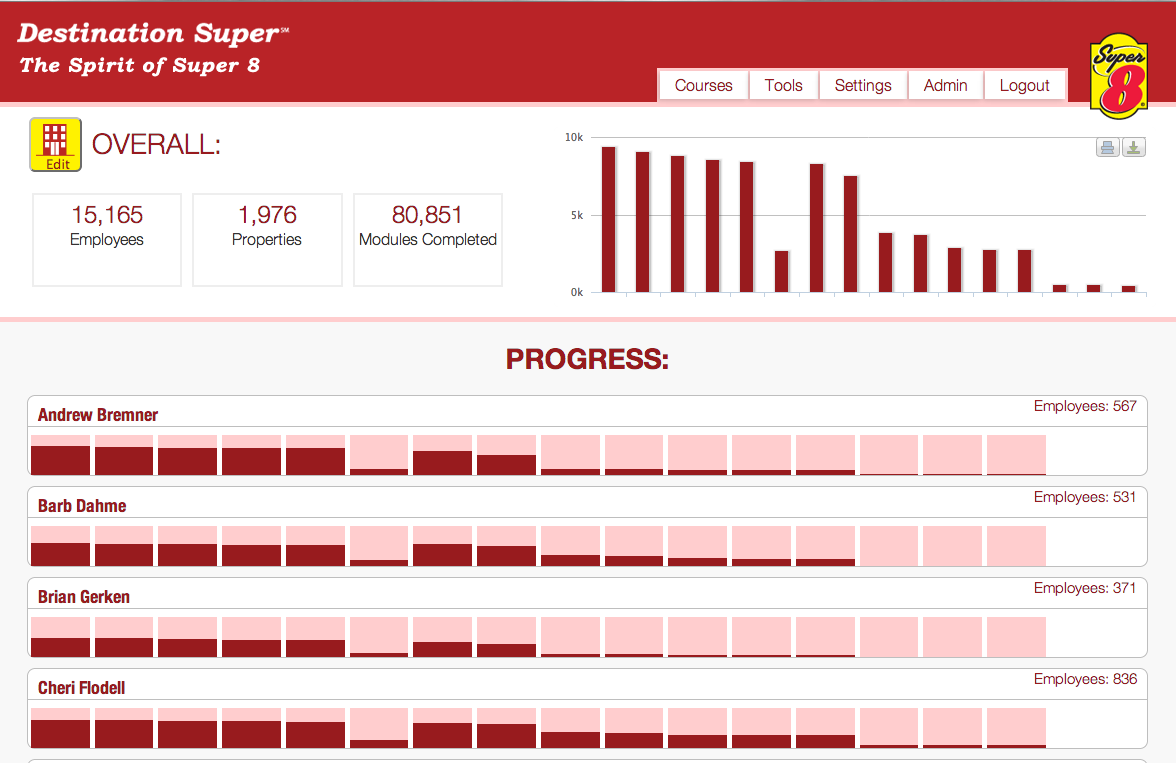 Destination Super℠
The Spirit of Super 8
Courses Tools Settings Admin Logout
Super 8
Edit
OVERALL:
15,165
Employees
1,976
Properties
80,851
Modules Completed
10k
5k
0k
PROGRESS:
Andrew Bremner
Employees: 567
Barb Dahme
Employees: 531
Brian Gerken
Employees: 371
Cheri Flodell
Employees: 836